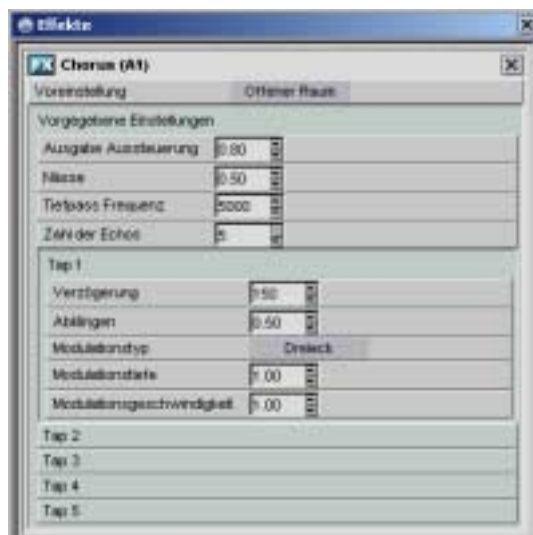 Effekte
FX Chorus (A1)
Voreinstellung Offener Raum
Vorgegebene Einstellungen
Ausgabe Aussteuerung 0.80
Nässe 0.50
Tiefpass Frequenz 5000
Zahl der Echos 5
Tap 1
Verzögerung 150
Abklingen 0.50
Modulationstyp Dreieck
Modulationstiefe 1.00
Modulationsgeschwindigkeit 1.00
Tap 2
Tap 3
Tap 4
Tap 5